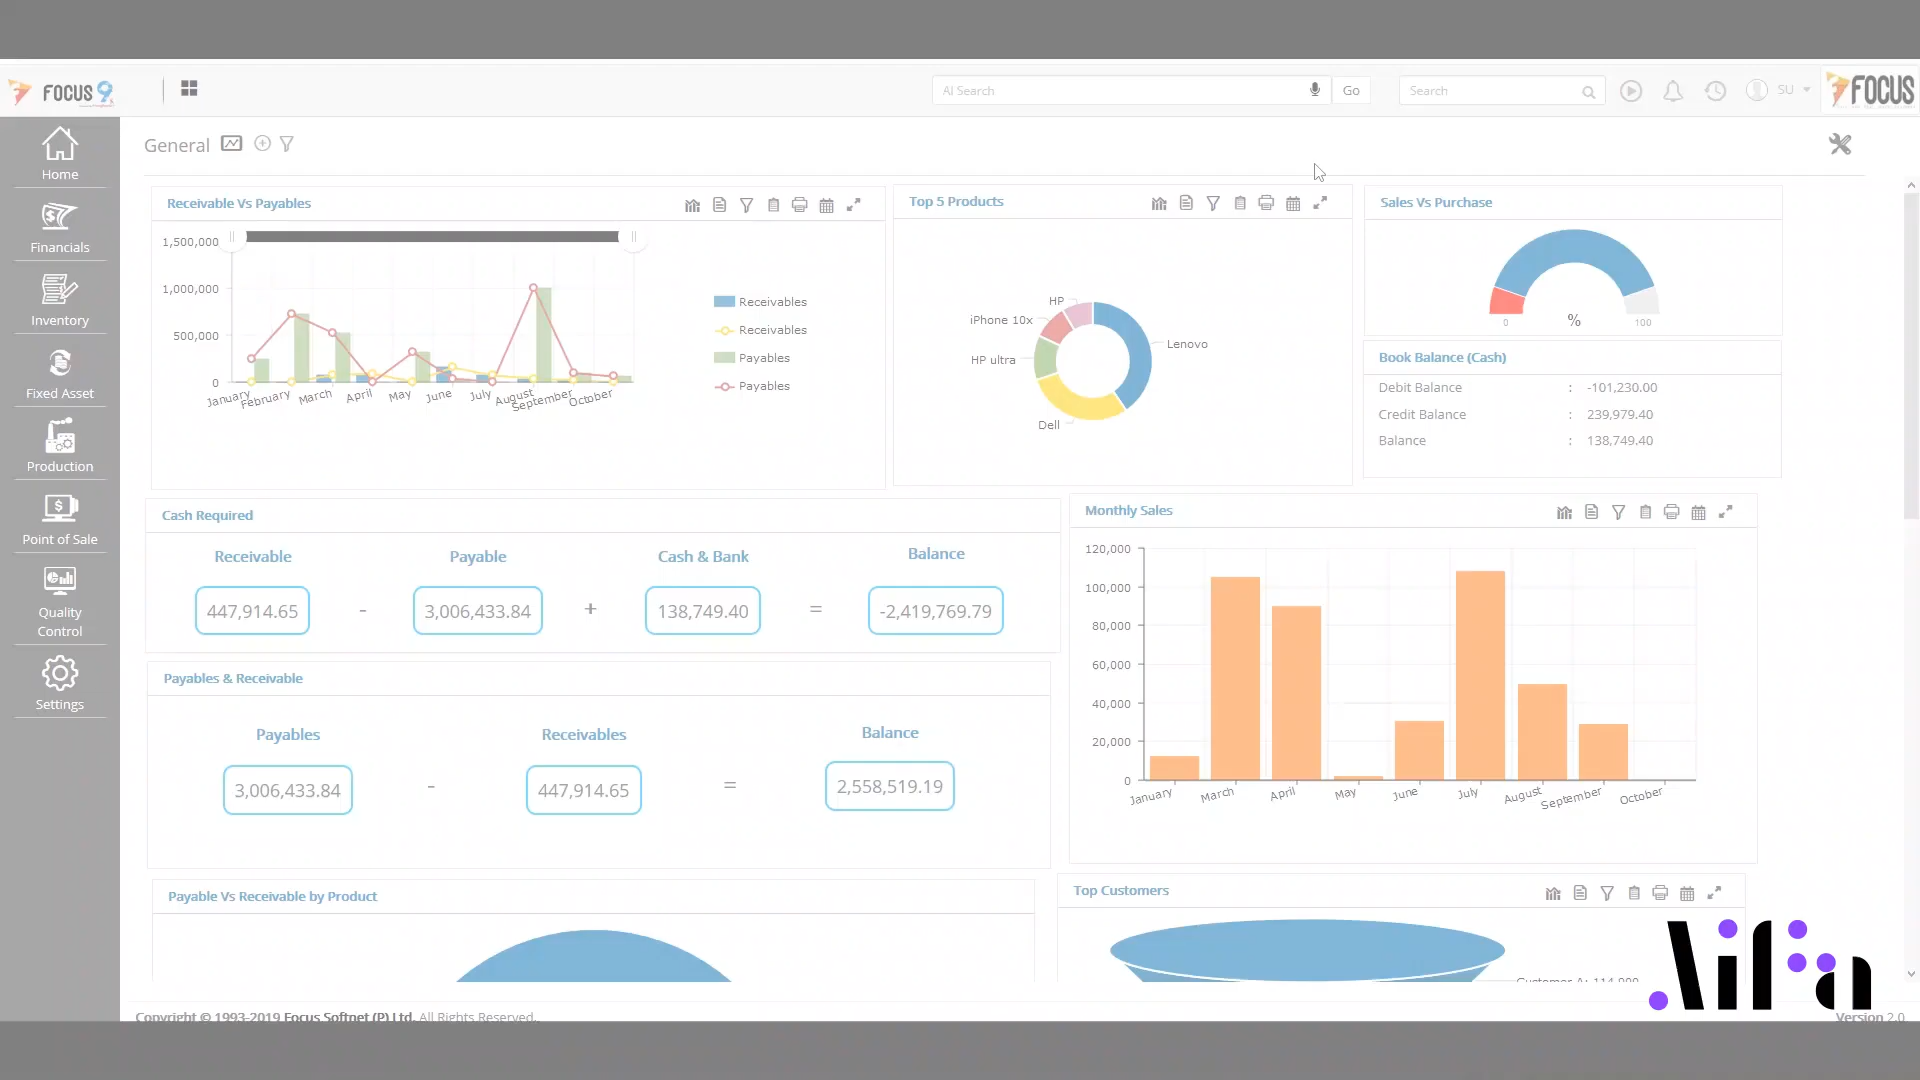 FOCUS 9
AI Search
Go
Search
SU
FOCUS
Home
Financials
Inventory
Fixed Asset
Production
Point of Sale
Quality
Control
Settings
General
Receivable Vs Payables
1,500,000
1,000,000
500,000
0
January
February
March
April
May
June
July
August
September
October
Receivables
Receivables
Payables
Payables
Top 5 Products
HP
iPhone 10x
HP ultra
Dell
Lenovo
Sales Vs Purchase
0
%
100
Book Balance (Cash)
Debit Balance : -101,230.00
Credit Balance : 239,979.40
Balance : 138,749.40
Cash Required
Receivable Payable Cash & Bank Balance
447,914.65 - 3,006,433.84 + 138,749.40 = -2,419,769.79
Payables & Receivable
Payables Receivables Balance
3,006,433.84 - 447,914.65 = 2,558,519.19
Monthly Sales
120,000
100,000
80,000
60,000
40,000
20,000
0
January
March
April
May
June
July
August
September
October
Payable Vs Receivable by Product
Top Customers
Customer A: 114,900
AiFa
Copyright © 1993-2019 Focus Softnet (P) Ltd. All Rights Reserved.
Version 2.0